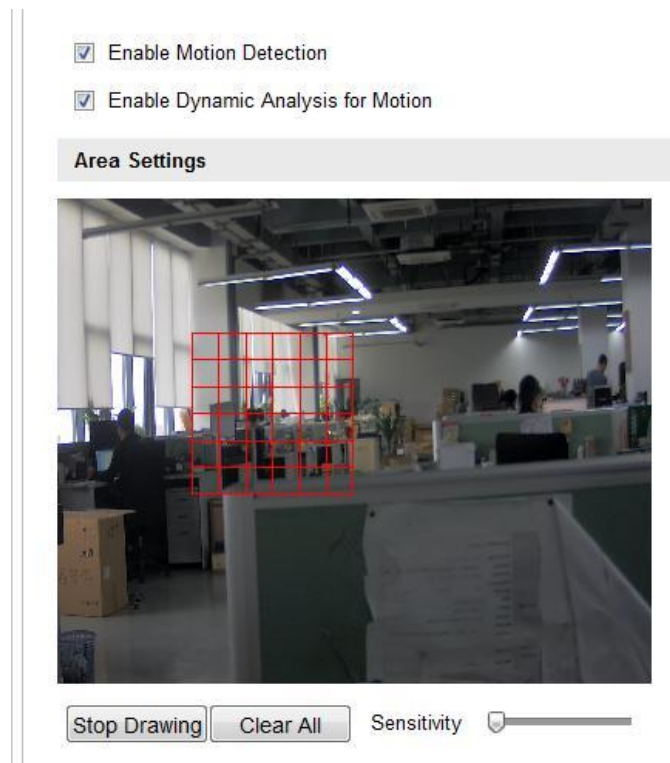 Enable Motion Detection
Enable Dynamic Analysis for Motion
Area Settings
Stop Drawing
Clear All
Sensitivity